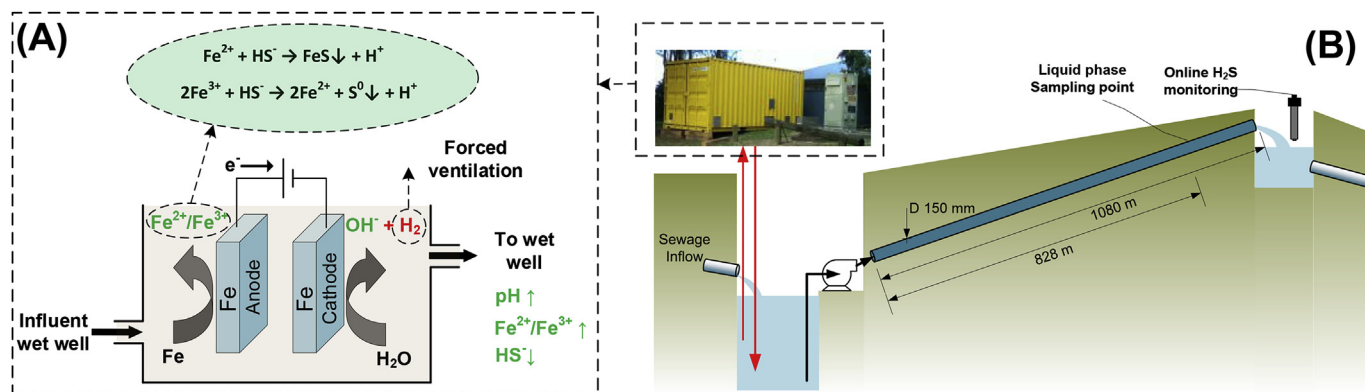 (A)
Fe²⁺ + HS⁻ → FeS↓ + H⁺
2Fe³⁺ + HS⁻ → 2Fe²⁺ + S⁰↓ + H⁺
e⁻
Forced
ventilation
Fe²⁺/Fe³⁺
OH⁻ + H₂
Fe
Anode
Fe
Cathode
To wet
well
pH ↑
Fe²⁺/Fe³⁺ ↑
HS⁻↓
Influent
wet well
Fe
H₂O
(B)
Liquid phase
Sampling point
Online H₂S
monitoring
D 150 mm
1080 m
828 m
Sewage
Inflow